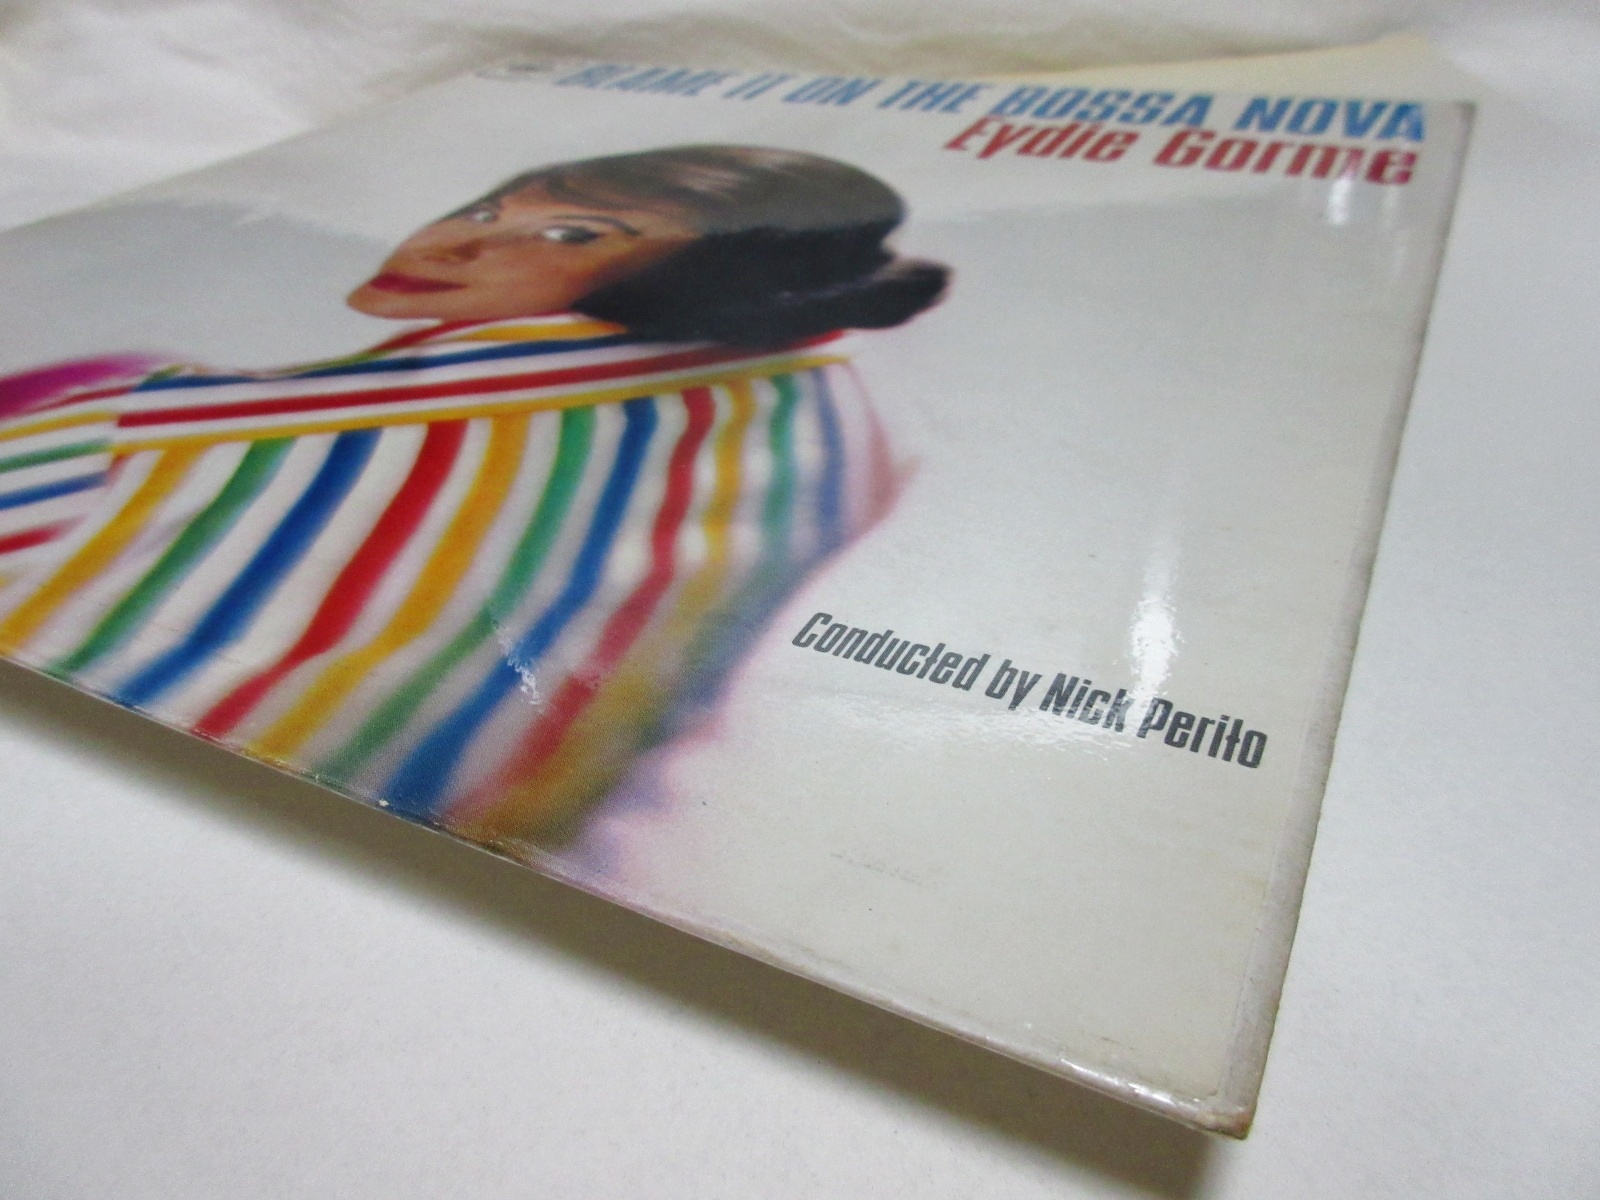 BLAME IT ON THE BOSSA NOVA
Eydie Gorme
Conducted by Nick Perito